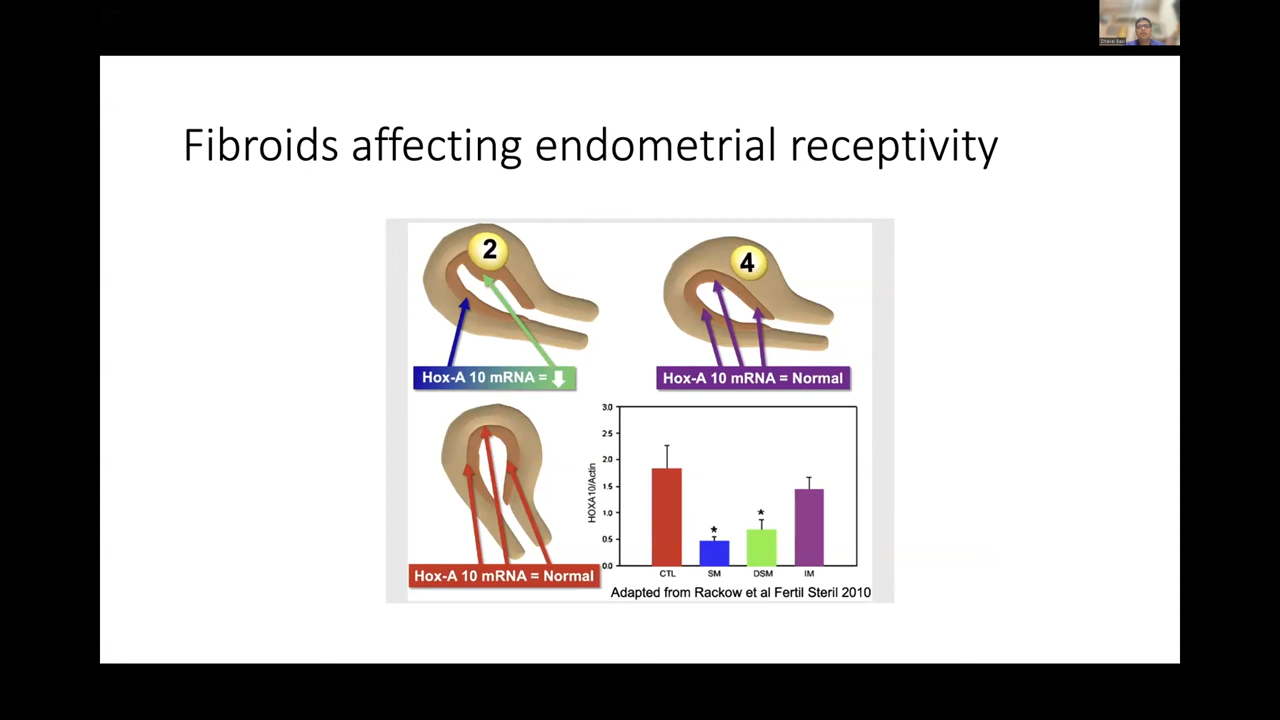 Fibroids affecting endometrial receptivity
2
4
Hox-A 10 mRNA =
Hox-A 10 mRNA = Normal
Hox-A 10 mRNA = Normal
HOXA10/Actin
3.0
2.5
2.0
1.5
1.0
0.5
0.0
*
*
CTL
SM
DSM
IM
Adapted from Rackow et al Fertil Steril 2010